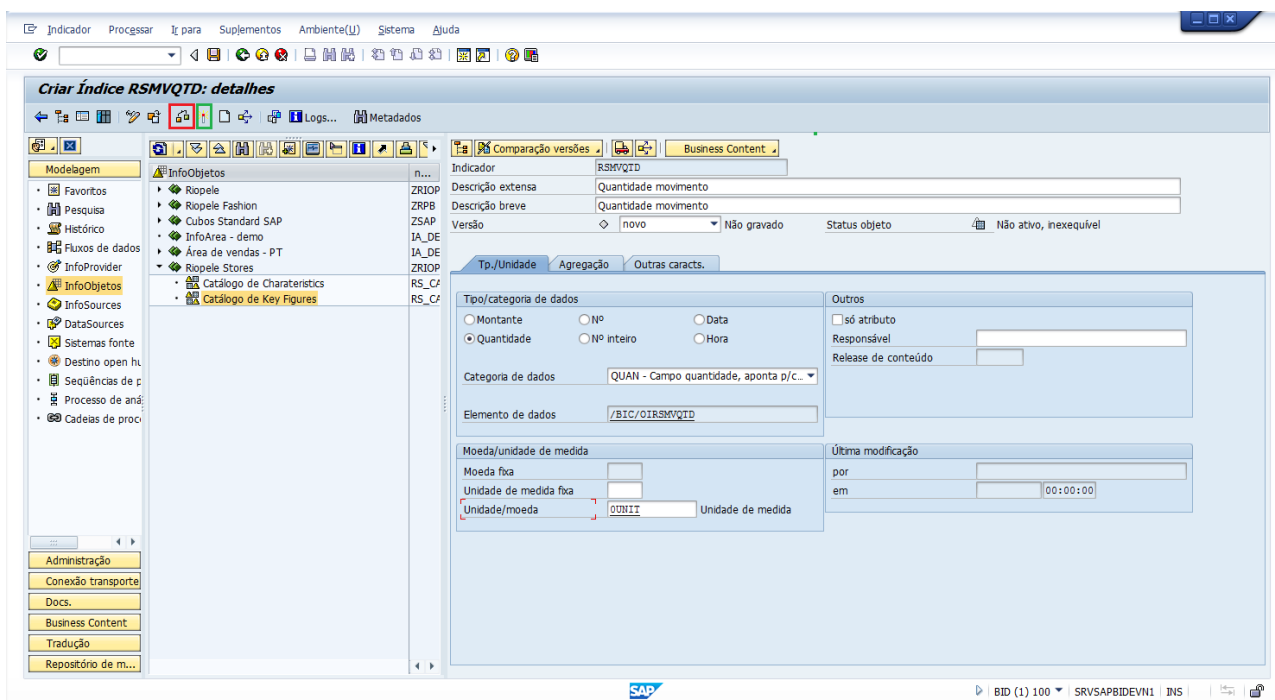 Indicador Processar Ir para Suplementos Ambiente(U) Sistema Ajuda
Criar Índice RSMVQTD: detalhes
Logs... Metadados
Modelagem
Favoritos
Pesquisa
Histórico
Fluxos de dados
InfoProvider
InfoObjetos
InfoSources
DataSources
Sistemas fonte
Destino open hu
Seqüências de p
Processo de aná
Cadeias de proc
Administração
Conexão transporte
Docs.
Business Content
Tradução
Repositório de m...
InfoObjetos n...
Riopele ZRIOP
Riopele Fashion ZRPB
Cubos Standard SAP ZSAP
InfoArea - demo IA_DE
Área de vendas - PT IA_DE
Riopele Stores ZRIOP
Catálogo de Charateristics RS_CA
Catálogo de Key Figures RS_CA
Comparação versões Business Content
Indicador RSMVQTD
Descrição extensa Quantidade movimento
Descrição breve Quantidade movimento
Versão novo Não gravado Status objeto Não ativo, inexequível
Tp./Unidade Agregação Outras caracts.
Tipo/categoria de dados
Montante Nº Data
Quantidade Nº inteiro Hora
Categoria de dados QUAN - Campo quantidade, aponta p/c...
Elemento de dados /BIC/OIRSMVQTD
Outros
só atributo
Responsável
Release de conteúdo
Moeda/unidade de medida
Moeda fixa
Unidade de medida fixa
Unidade/moeda 0UNIT Unidade de medida
Última modificação
por
em 00:00:00
SAP
BID (1) 100 SRVSAPBIDEVN1 INS